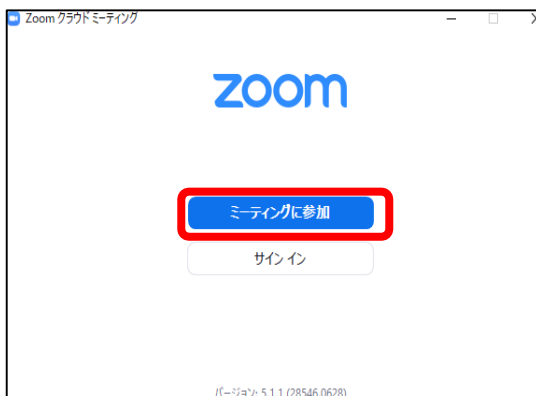 Zoom クラウド ミーティング
zoom
ミーティングに参加
サイン イン
バージョン: 5.1.1 (28546.0628)